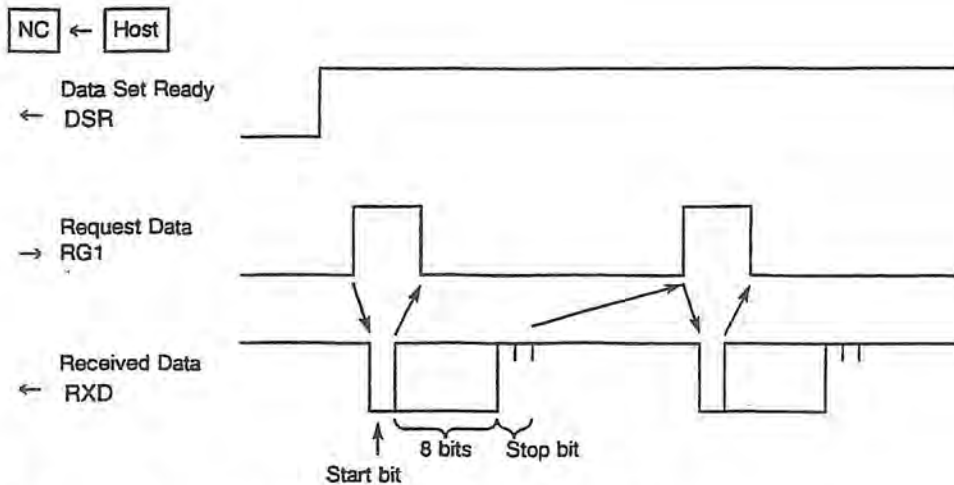 NC ← Host
Data Set Ready
← DSR
Request Data
→ RG1
Received Data
← RXD
8 bits Stop bit
Start bit